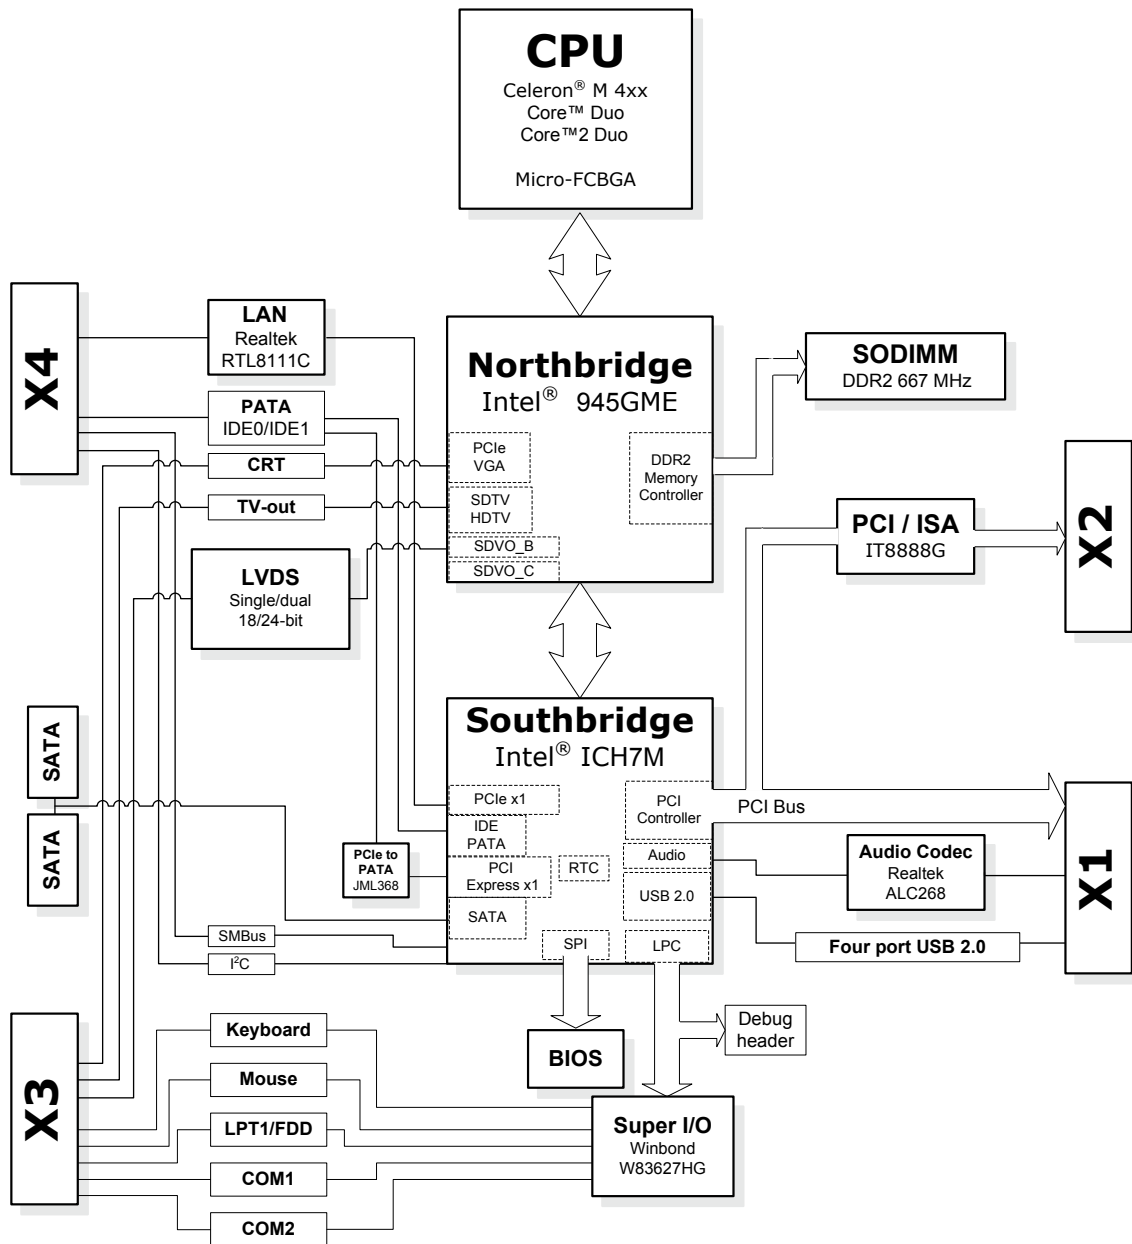 CPU
Celeron® M 4xx
Core™ Duo
Core™2 Duo
Micro-FCBGA
X4
LAN
Realtek
RTL8111C
PATA
IDE0/IDE1
CRT
TV-out
LVDS
Single/dual
18/24-bit
Northbridge
Intel® 945GME
PCIe
VGA
SDTV
HDTV
SDVO_B
SDVO_C
DDR2
Memory
Controller
SODIMM
DDR2 667 MHz
PCI / ISA
IT8888G
X2
SATA
SATA
Southbridge
Intel® ICH7M
PCIe x1
IDE
PATA
PCI
Express x1
SATA
RTC
SPI
PCI
Controller
Audio
USB 2.0
LPC
PCI Bus
PCIe to
PATA
JML368
Audio Codec
Realtek
ALC268
Four port USB 2.0
X1
SMBus
I²C
X3
Keyboard
Mouse
LPT1/FDD
COM1
COM2
BIOS
Debug
header
Super I/O
Winbond
W83627HG